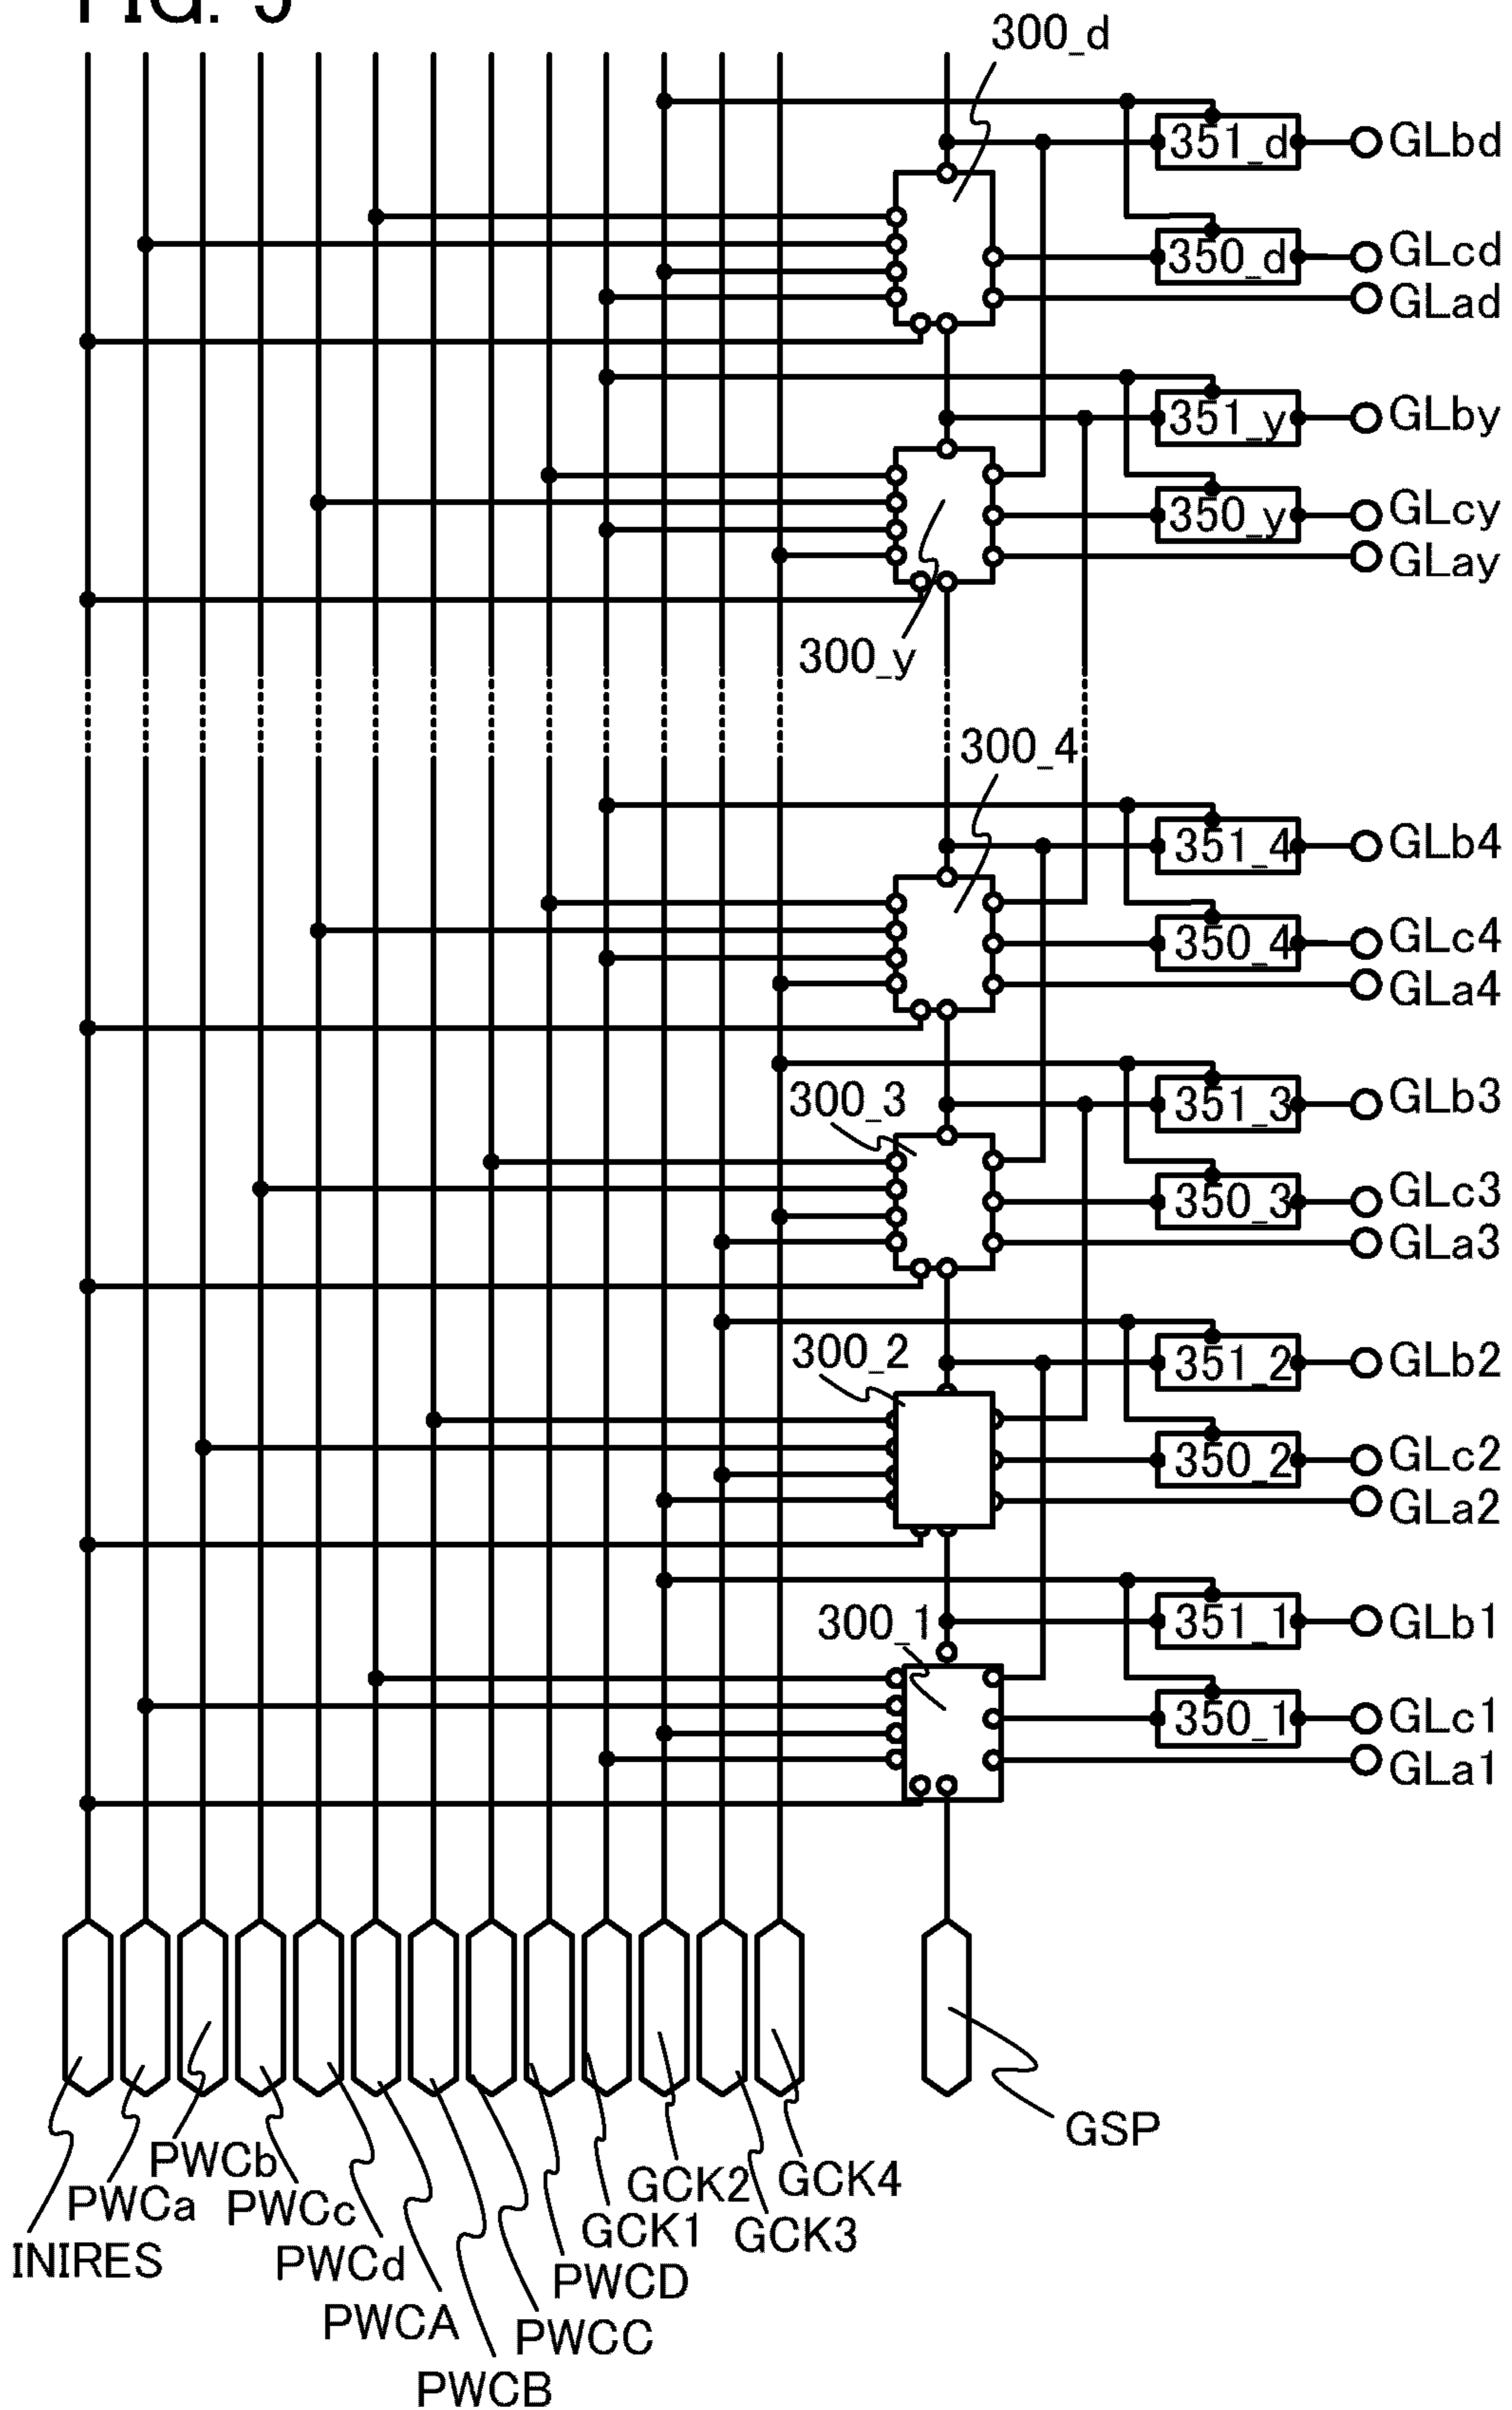 FIG. 5
300_d
351_d GLbd
350_d GLcd
GLad
351_y GLby
350_y GLcy
GLay
300_y
300_4
351_4 GLb4
350_4 GLc4
GLa4
300_3
351_3 GLb3
350_3 GLc3
GLa3
300_2
351_2 GLb2
350_2 GLc2
GLa2
300_1
351_1 GLb1
350_1 GLc1
GLa1
GSP
PWCb
GCK2
GCK4
PWCa
PWCc
GCK1
GCK3
INIRES
PWCd
PWCD
PWCA
PWCC
PWCB